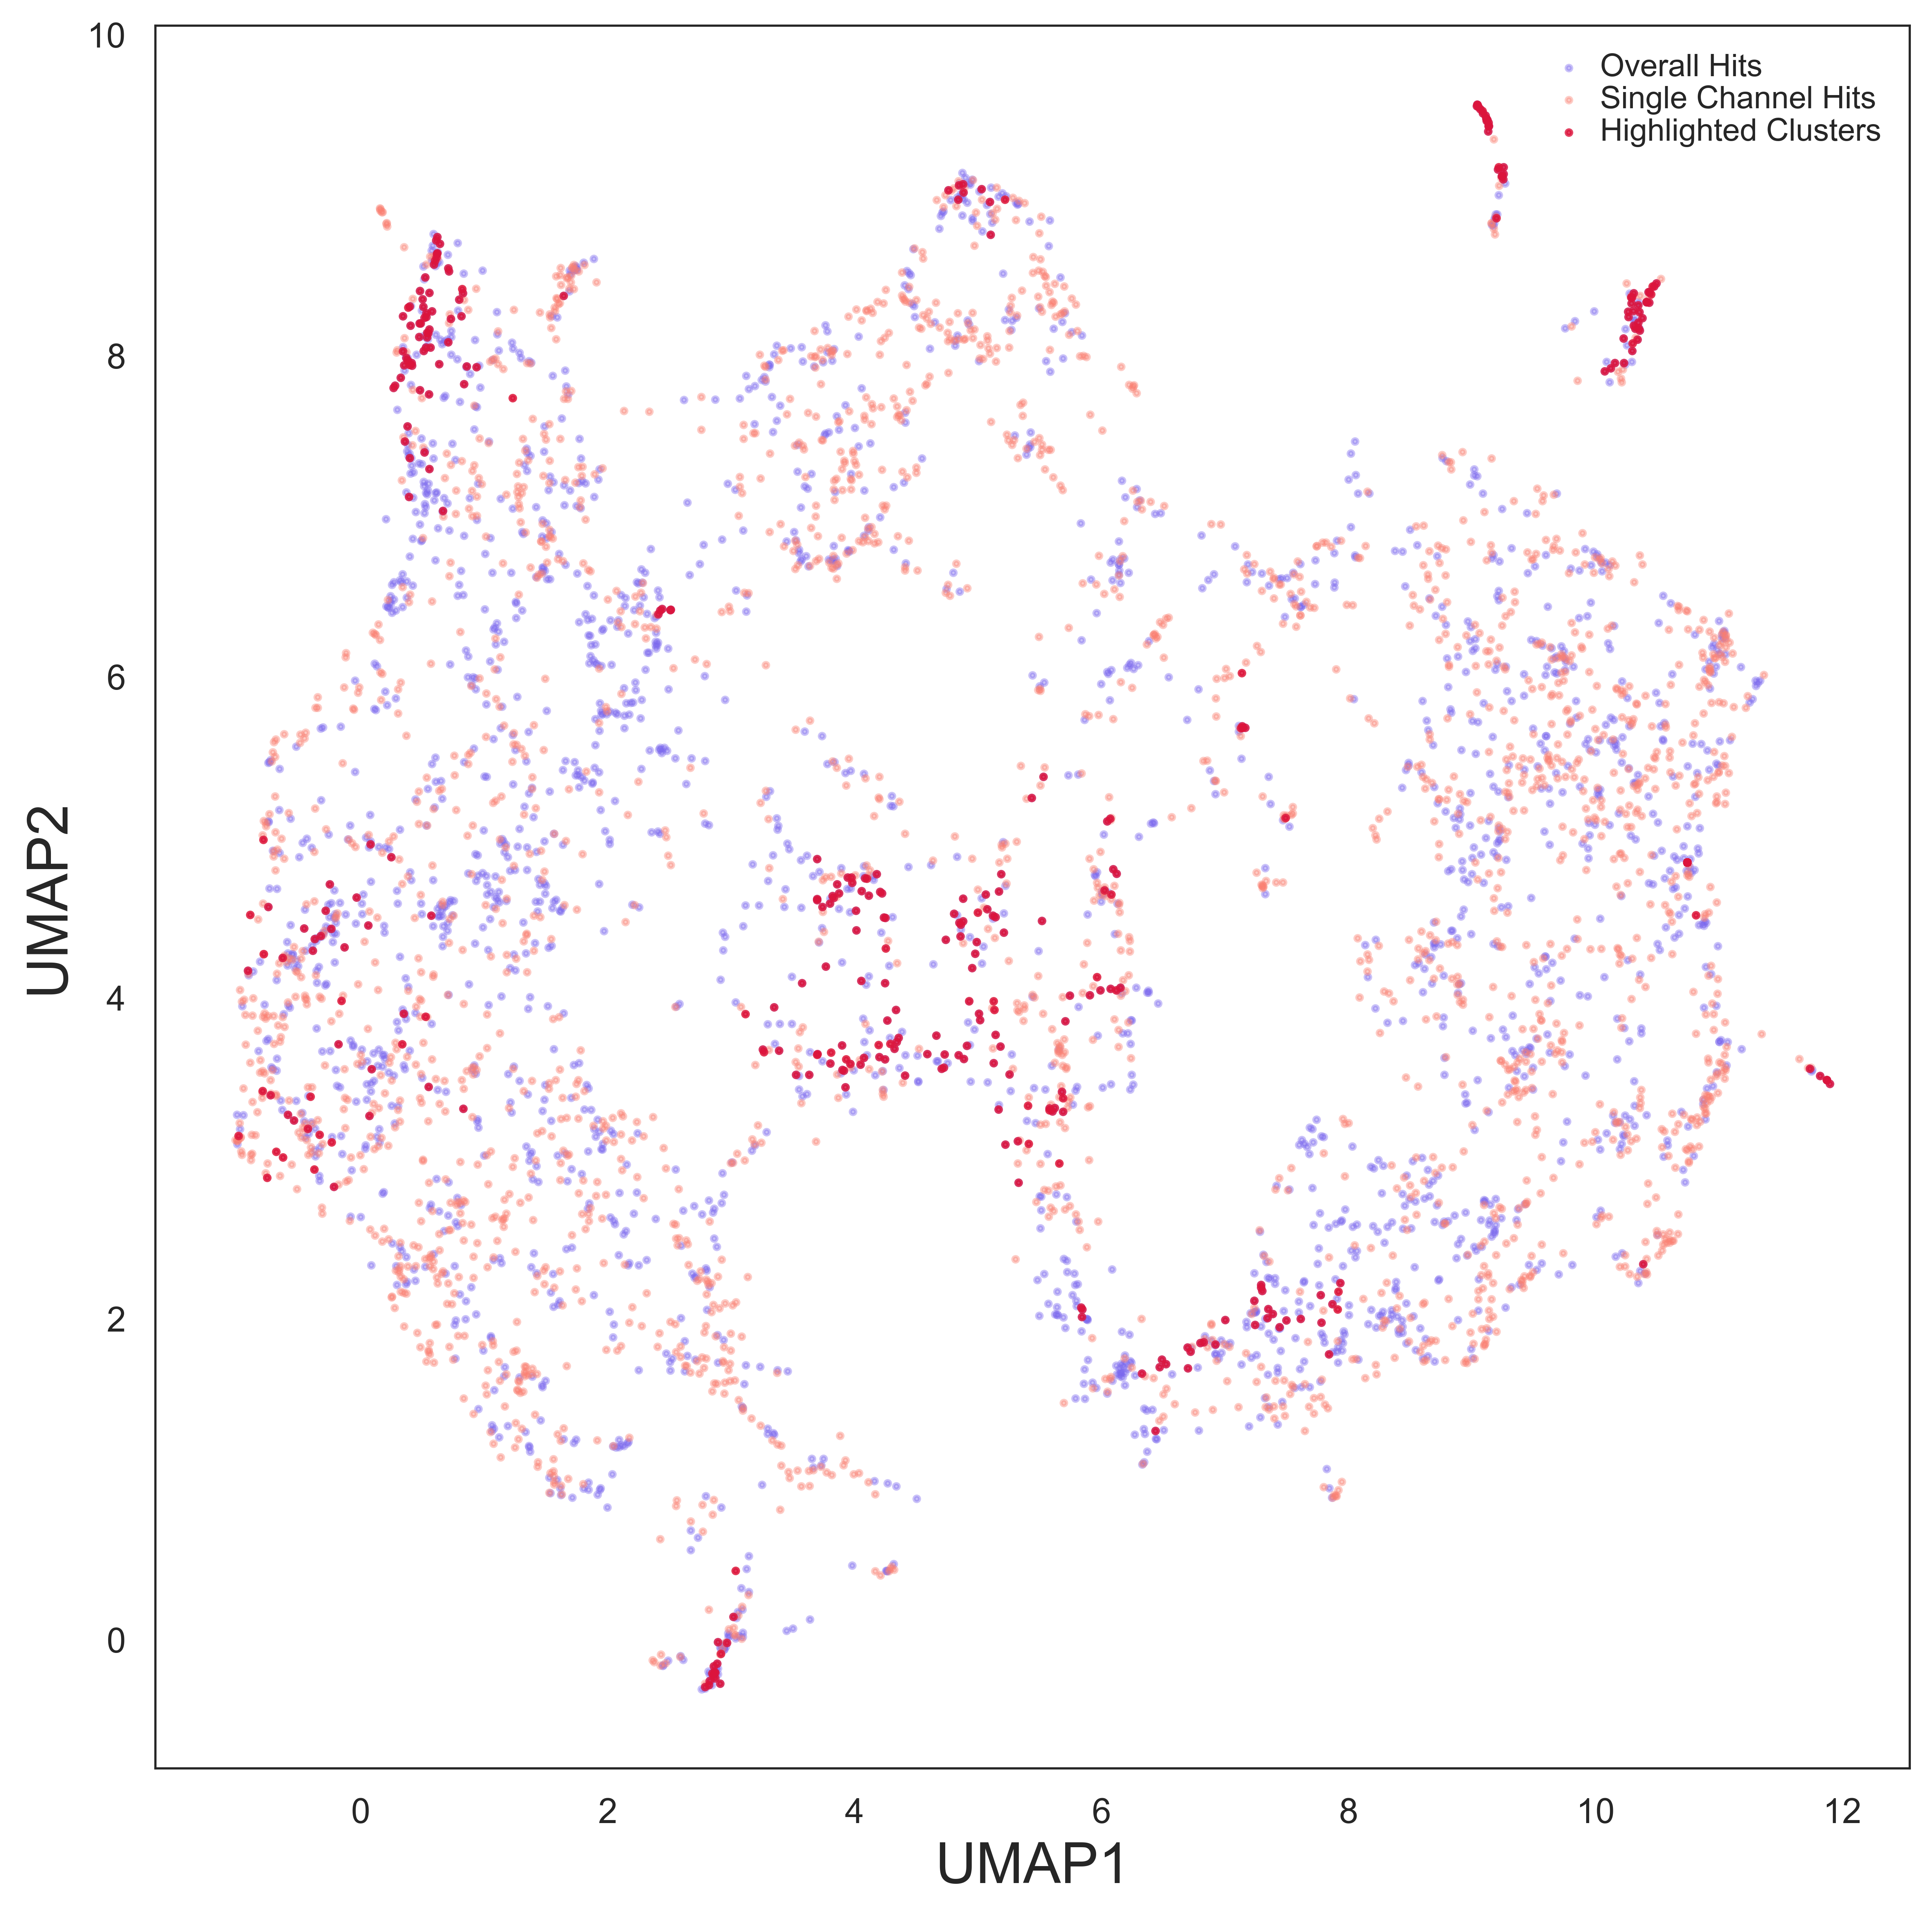 10
8
6
4
2
0
UMAP2
Overall Hits
Single Channel Hits
Highlighted Clusters
0 2 4 6 8 10 12
UMAP1